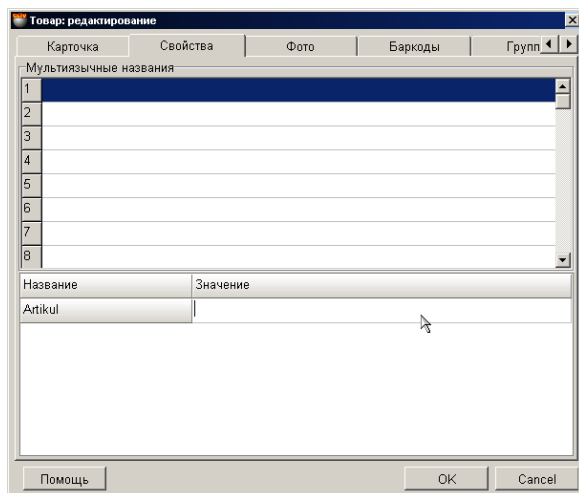 Товар: редактирование
Карточка Свойства Фото Баркоды Групп
Мультиязычные названия
1
2
3
4
5
6
7
8
Название Значение
Artikul
Помощь OK Cancel